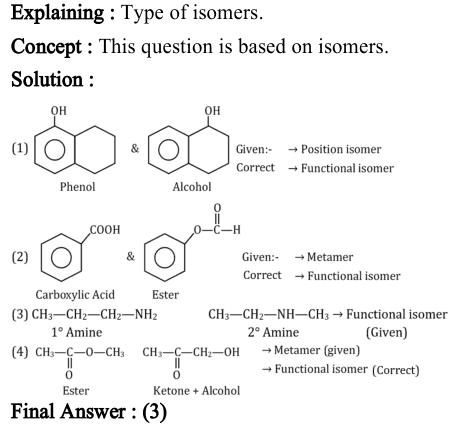 Explaining : Type of isomers.
Concept : This question is based on isomers.
Solution :
OH OH
(1) & Given:- → Position isomer
Correct → Functional isomer
Phenol Alcohol
O
COOH O—C—H
(2) & Given:- → Metamer
Correct → Functional isomer
Carboxylic Acid Ester
(3) CH₃—CH₂—CH₂—NH₂ CH₃—CH₂—NH—CH₃ → Functional isomer
1° Amine 2° Amine (Given)
(4) CH₃—C—O—CH₃ CH₃—C—CH₂—OH → Metamer (given)
O O → Functional isomer (Correct)
Ester Ketone + Alcohol
Final Answer : (3)